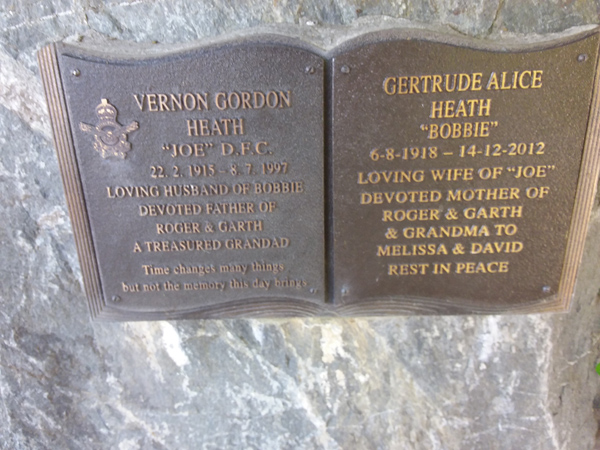 VERNON GORDON
HEATH
"JOE" D.F.C.
22. 2. 1915 - 8. 7. 1997
LOVING HUSBAND OF BOBBIE
DEVOTED FATHER OF
ROGER & GARTH
A TREASURED GRANDAD
Time changes many things
but not the memory this day brings.
GERTRUDE ALICE
HEATH
"BOBBIE"
6-8-1918 - 14-12-2012
LOVING WIFE OF "JOE"
DEVOTED MOTHER OF
ROGER & GARTH
& GRANDMA TO
MELISSA & DAVID
REST IN PEACE